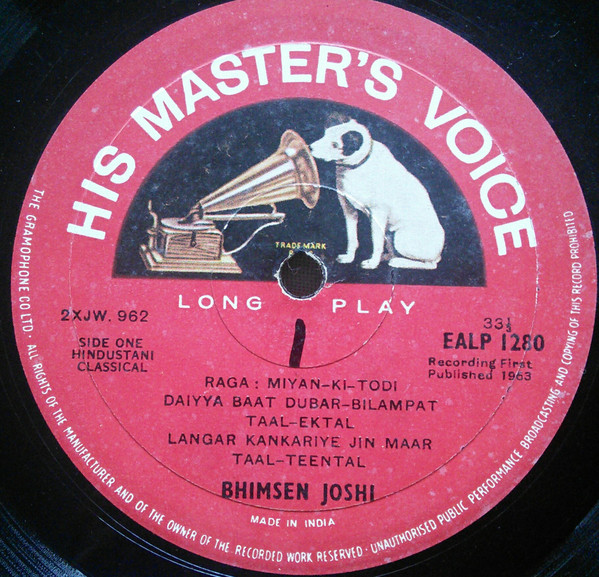 HIS MASTER'S VOICE
TRADE MARK
LONG PLAY
2XJW. 962
SIDE ONE
HINDUSTANI
CLASSICAL
33⅓
EALP 1280
Recording First
Published 1963
1
RAGA : MIYAN-KI-TODI
DAIYYA BAAT DUBAR-BILAMPAT
TAAL-EKTAL
LANGAR KANKARIYE JIN MAAR
TAAL-TEENTAL
BHIMSEN JOSHI
MADE IN INDIA
THE GRAMOPHONE CO LTD · ALL RIGHTS OF THE MANUFACTURER AND OF THE OWNER OF THE RECORDED WORK RESERVED · UNAUTHORISED PUBLIC PERFORMANCE BROADCASTING AND COPYING OF THIS RECORD PROHIBITED